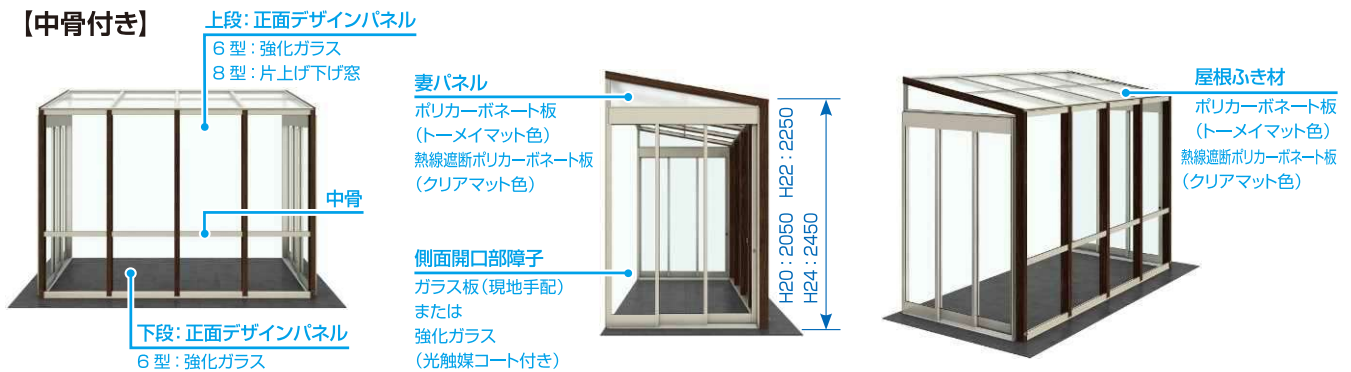 【中骨付き】
上段：正面デザインパネル
6型：強化ガラス
8型：片上げ下げ窓
中骨
下段：正面デザインパネル
6型：強化ガラス
妻パネル
ポリカーボネート板
（トーメイマット色）
熱線遮断ポリカーボネート板
（クリアマット色）
側面開口部障子
ガラス板（現地手配）
または
強化ガラス
（光触媒コート付き）
H20：2050　H22：2250
H24：2450
屋根ふき材
ポリカーボネート板
（トーメイマット色）
熱線遮断ポリカーボネート板
（クリアマット色）